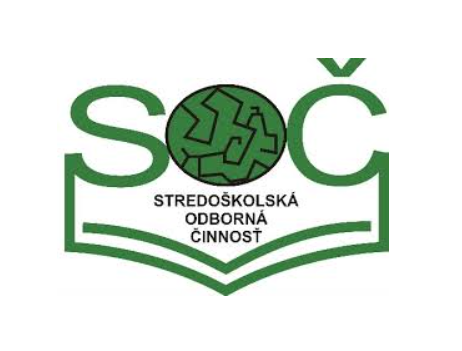 SOČ
STREDOŠKOLSKÁ
ODBORNÁ
ČINNOSŤ